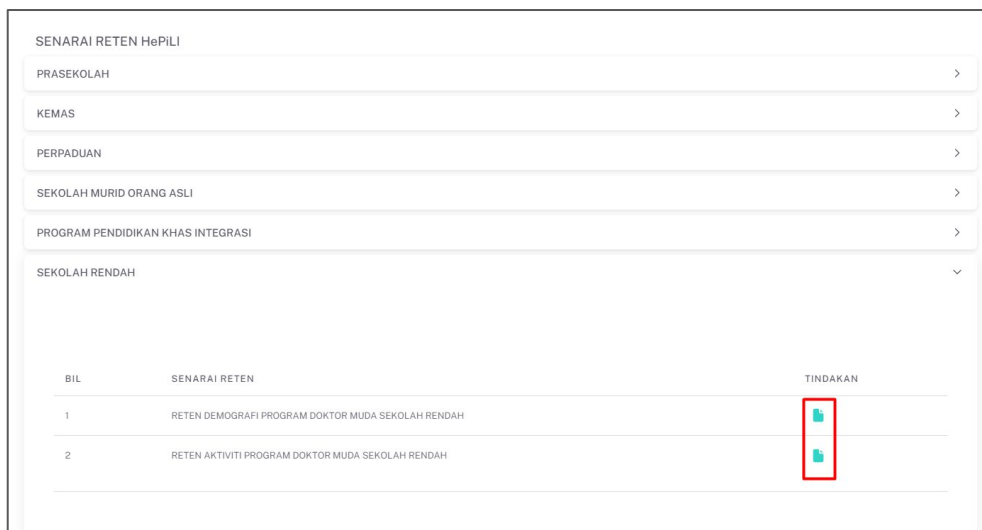 SENARAI RETEN HePiLI
PRASEKOLAH
KEMAS
PERPADUAN
SEKOLAH MURID ORANG ASLI
PROGRAM PENDIDIKAN KHAS INTEGRASI
SEKOLAH RENDAH
BIL SENARAI RETEN TINDAKAN
1 RETEN DEMOGRAFI PROGRAM DOKTOR MUDA SEKOLAH RENDAH
2 RETEN AKTIVITI PROGRAM DOKTOR MUDA SEKOLAH RENDAH